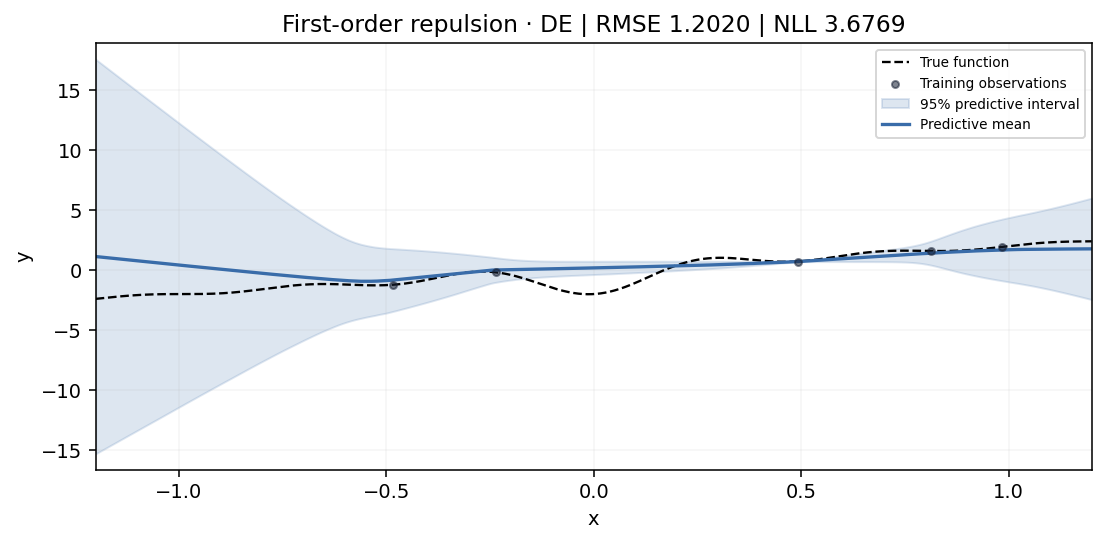 First-order repulsion · DE | RMSE 1.2020 | NLL 3.6769
True function
Training observations
95% predictive interval
Predictive mean
y
15
10
5
0
−5
−10
−15
−1.0
−0.5
0.0
0.5
1.0
x